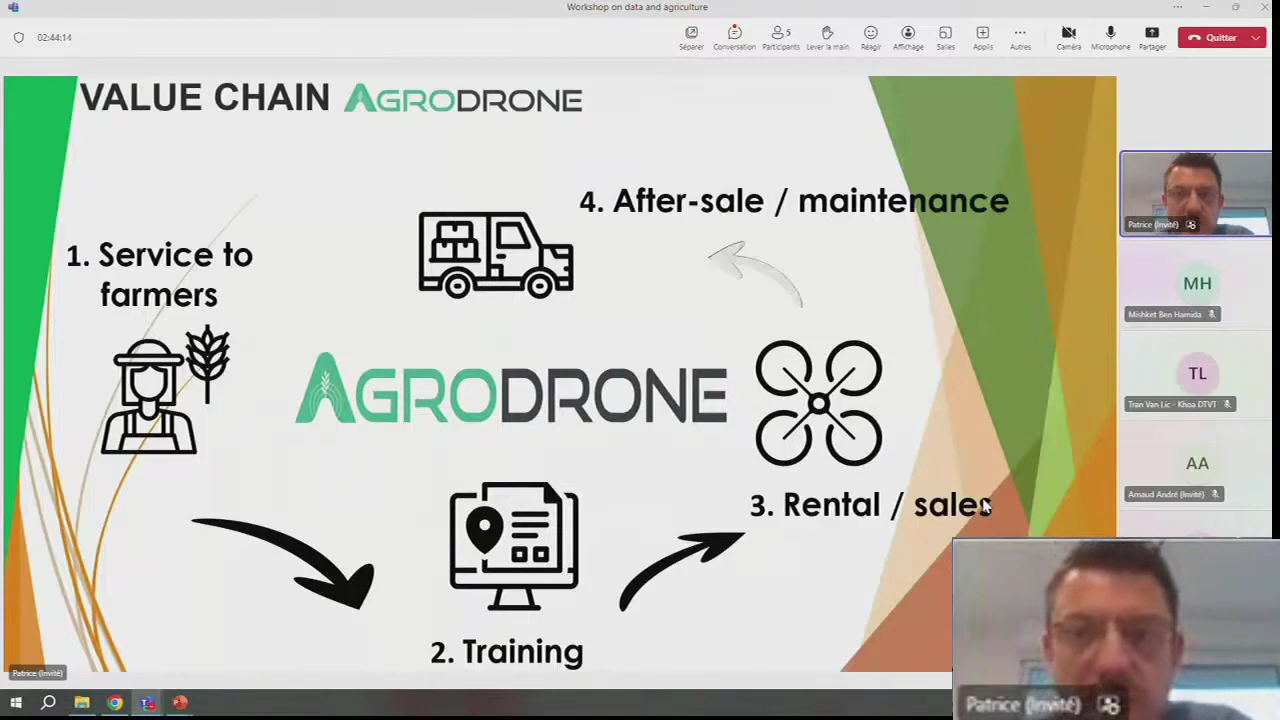 Workshop on data and agriculture
02:44:14
Séparer
Conversation
5
Participants
Lever la main
Réagir
Affichage
Salles
Applis
Autres
Caméra
Microphone
Partager
Quitter
VALUE CHAIN AGRODRONE
4. After-sale / maintenance
1. Service to
farmers
AGRODRONE
3. Rental / sales
2. Training
Patrice (Invité)
Patrice (Invité)
MH
Mishket Ben Hamida
TL
Tran Van Lic - Khoa DTVT
AA
Arnaud André (Invité)
Patrice (Invité)